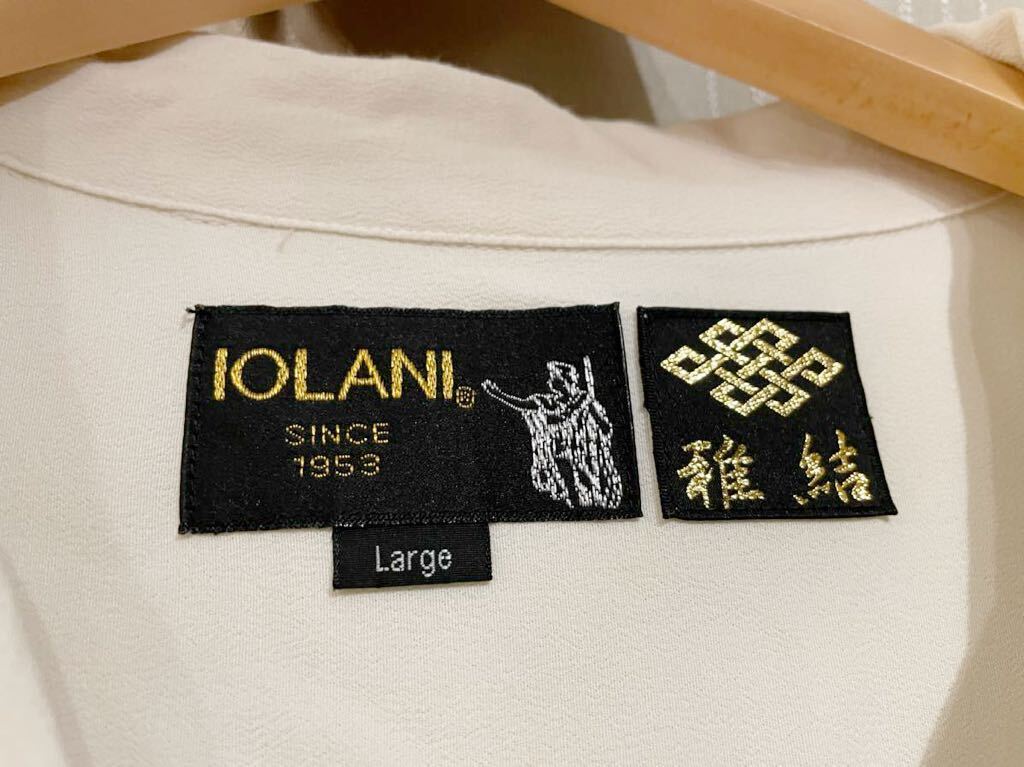 IOLANI®
SINCE
1953
Large
雅結